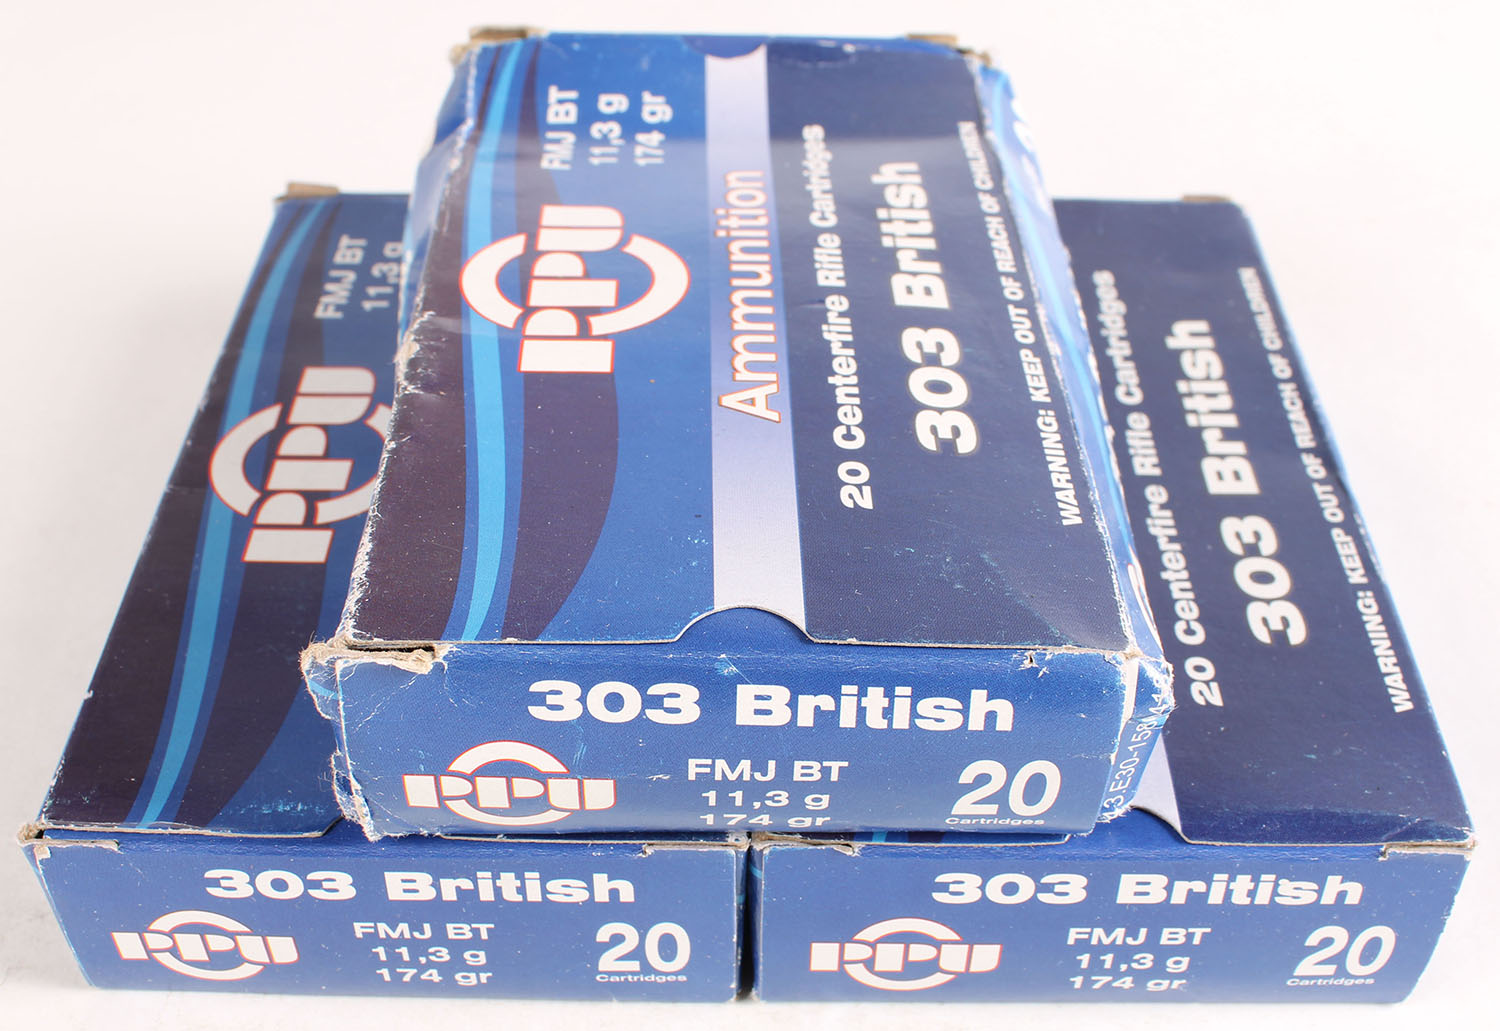 FMJ BT
11,3 g
174 gr
PPU
Ammunition
20 Centerfire Rifle Cartridges
303 British
WARNING: KEEP OUT OF REACH OF CHILDREN
303 British
PPU
FMJ BT
11,3 g
174 gr
20
Cartridges
FMJ BT
11,3 g
PPU
303 British
PPU
FMJ BT
11,3 g
174 gr
20
Cartridges
20 Centerfire Rifle Cartridges
303 British
WARNING: KEEP OUT OF REACH OF CHILDREN
303 British
PPU
FMJ BT
11,3 g
174 gr
20
Cartridges